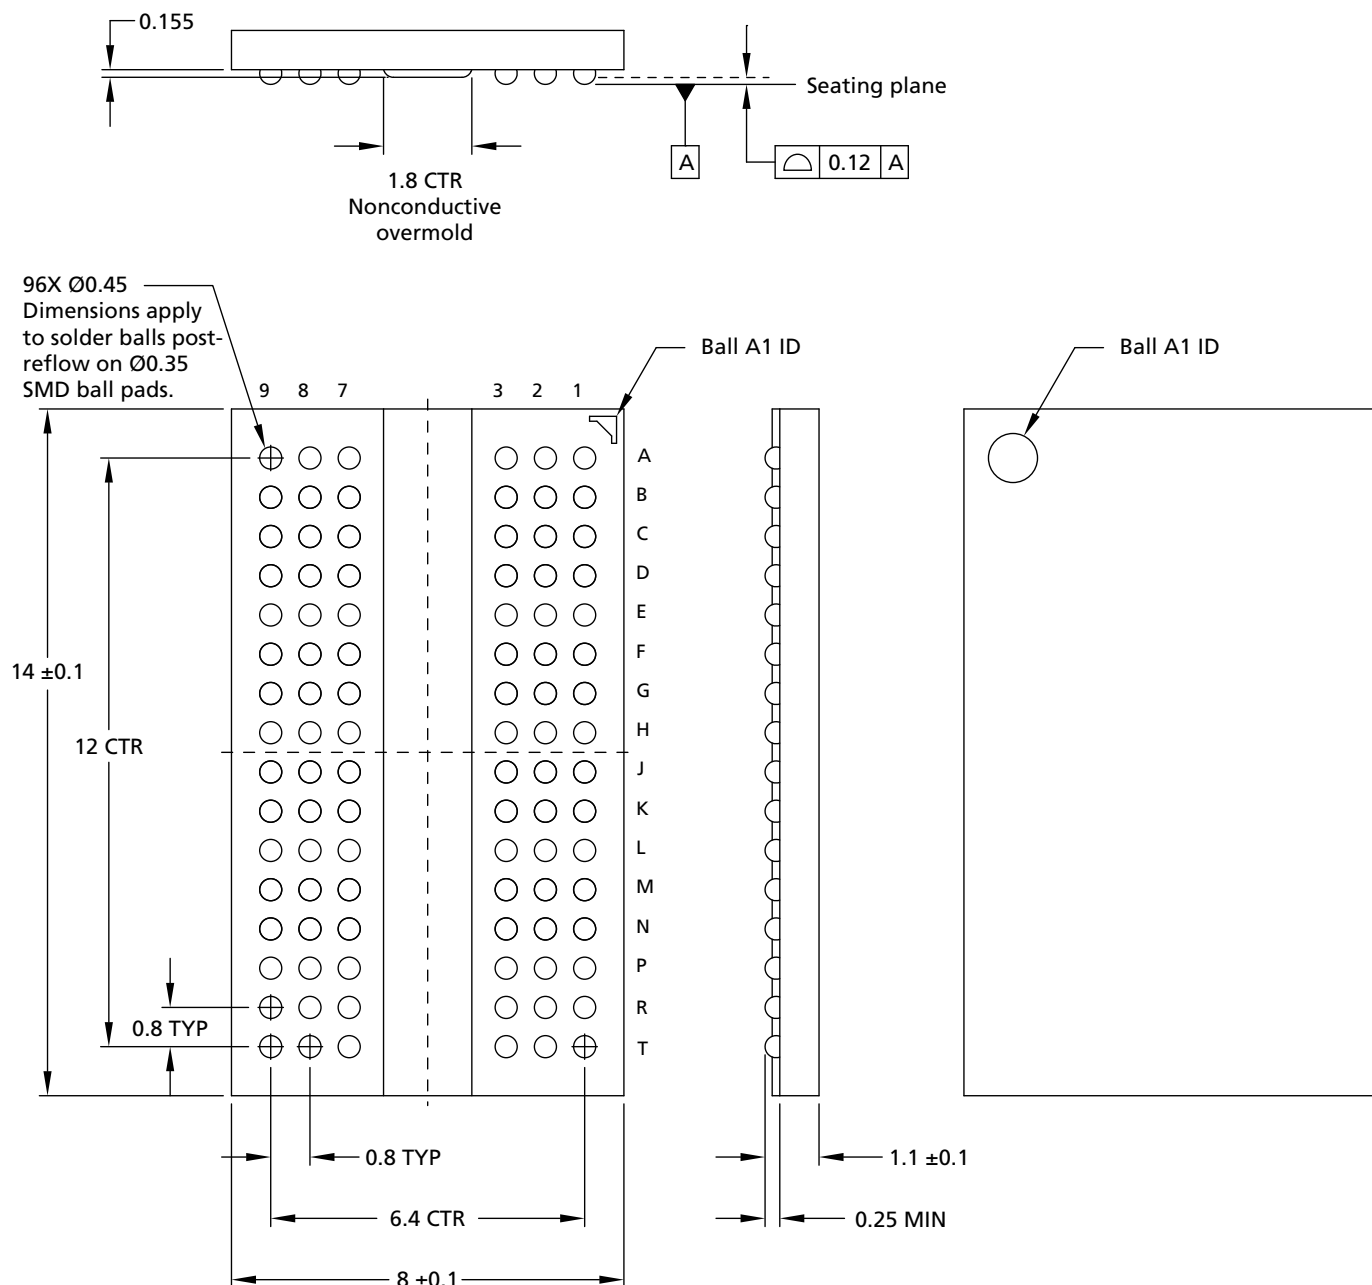 0.155
Seating plane
A
0.12 A
1.8 CTR
Nonconductive
overmold
96X Ø0.45
Dimensions apply
to solder balls post-
reflow on Ø0.35
SMD ball pads.
Ball A1 ID
Ball A1 ID
9 8 7 3 2 1
A
B
C
D
E
F
G
H
J
K
L
M
N
P
R
T
14 ±0.1
12 CTR
0.8 TYP
0.8 TYP
1.1 ±0.1
6.4 CTR
0.25 MIN
8 ±0.1